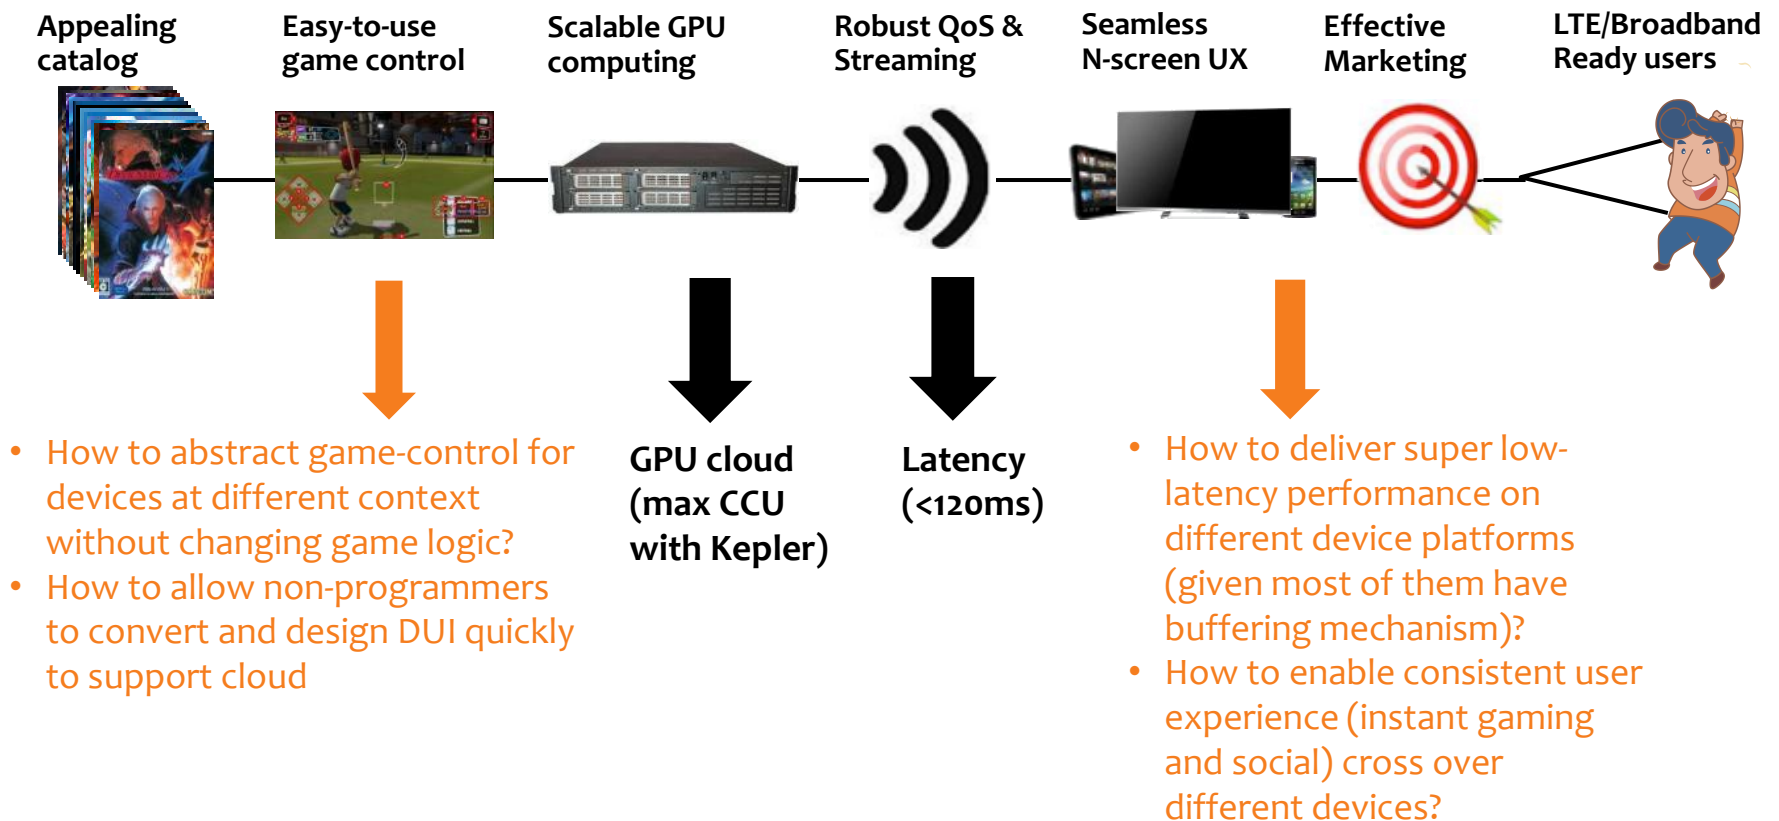 Appealing
catalog
Easy-to-use
game control
Scalable GPU
computing
Robust QoS &
Streaming
Seamless
N-screen UX
Effective
Marketing
LTE/Broadband
Ready users
• How to abstract game-control for
devices at different context
without changing game logic?
• How to allow non-programmers
to convert and design DUI quickly
to support cloud
GPU cloud
(max CCU
with Kepler)
Latency
(<120ms)
• How to deliver super low-
latency performance on
different device platforms
(given most of them have
buffering mechanism)?
• How to enable consistent user
experience (instant gaming
and social) cross over
different devices?